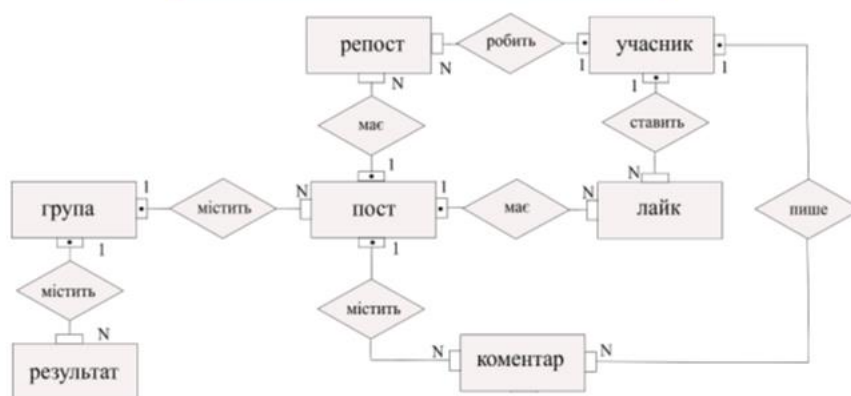 репост
робить
учасник
N
1
1
N
1
має
ставить
1
N
група
1
містить
N
пост
1
має
N
лайк
пише
1
1
містить
містить
N
N
коментар
N
результат